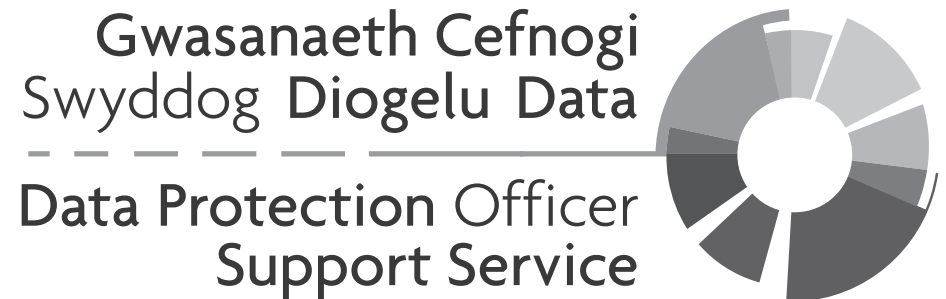 Gwasanaeth Cefnogi
Swyddog Diogelu Data
Data Protection Officer
Support Service